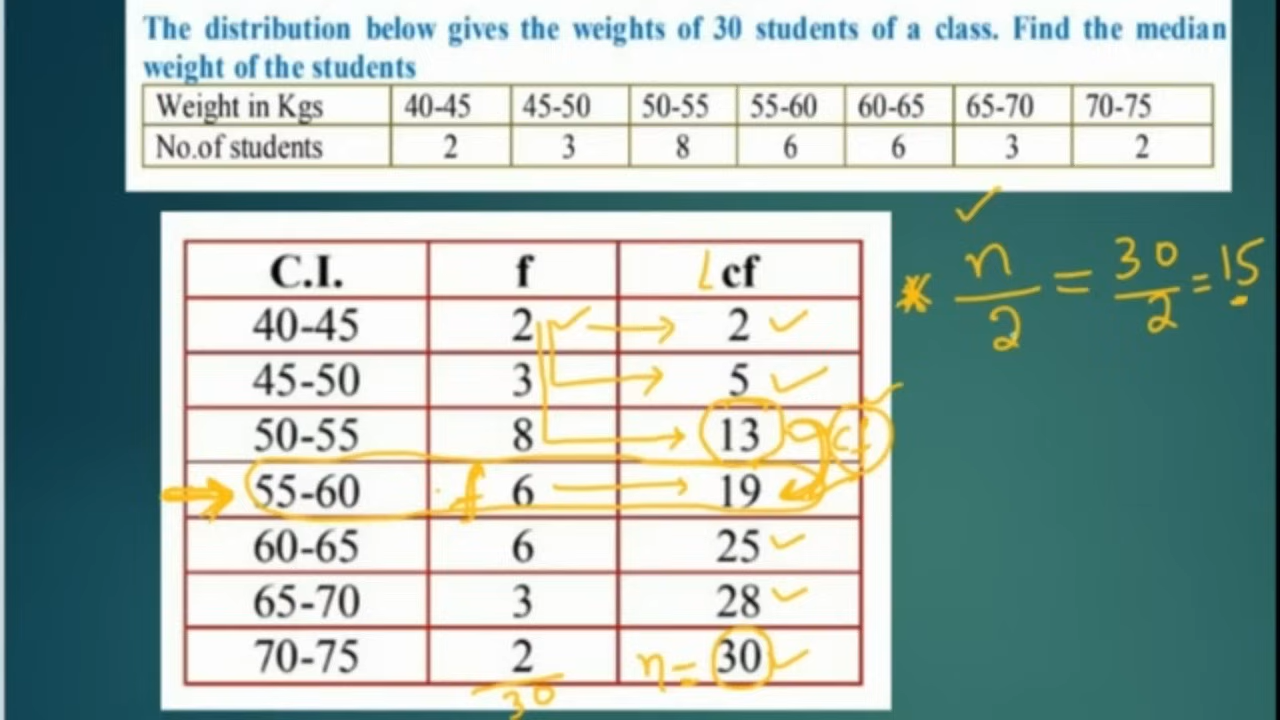 The distribution below gives the weights of 30 students of a class. Find the median
weight of the students
Weight in Kgs 40-45 45-50 50-55 55-60 60-65 65-70 70-75
No.of students 2 3 8 6 6 3 2
* n/2 = 30/2 = 15
C.I. f L cf
40-45 2 2
45-50 3 5
50-55 8 13 cf
55-60 f 6 19
60-65 6 25
65-70 3 28
70-75 2 n= 30
30